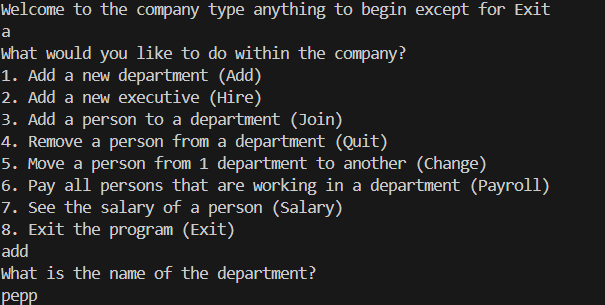 Welcome to the company type anything to begin except for Exit
a
What would you like to do within the company?
1. Add a new department (Add)
2. Add a new executive (Hire)
3. Add a person to a department (Join)
4. Remove a person from a department (Quit)
5. Move a person from 1 department to another (Change)
6. Pay all persons that are working in a department (Payroll)
7. See the salary of a person (Salary)
8. Exit the program (Exit)
add
What is the name of the department?
pepp